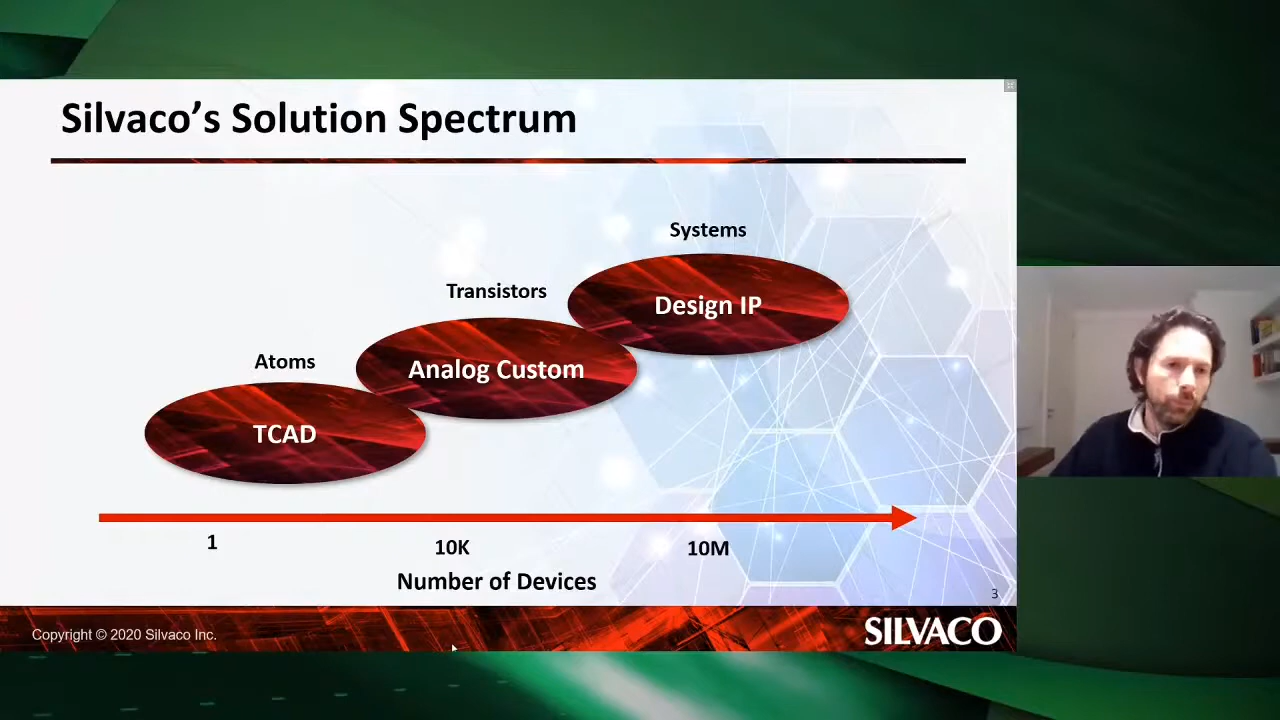 Silvaco’s Solution Spectrum
Systems
Design IP
Transistors
Analog Custom
Atoms
TCAD
1
10K
10M
Number of Devices
3
Copyright © 2020 Silvaco Inc.
SILVACO